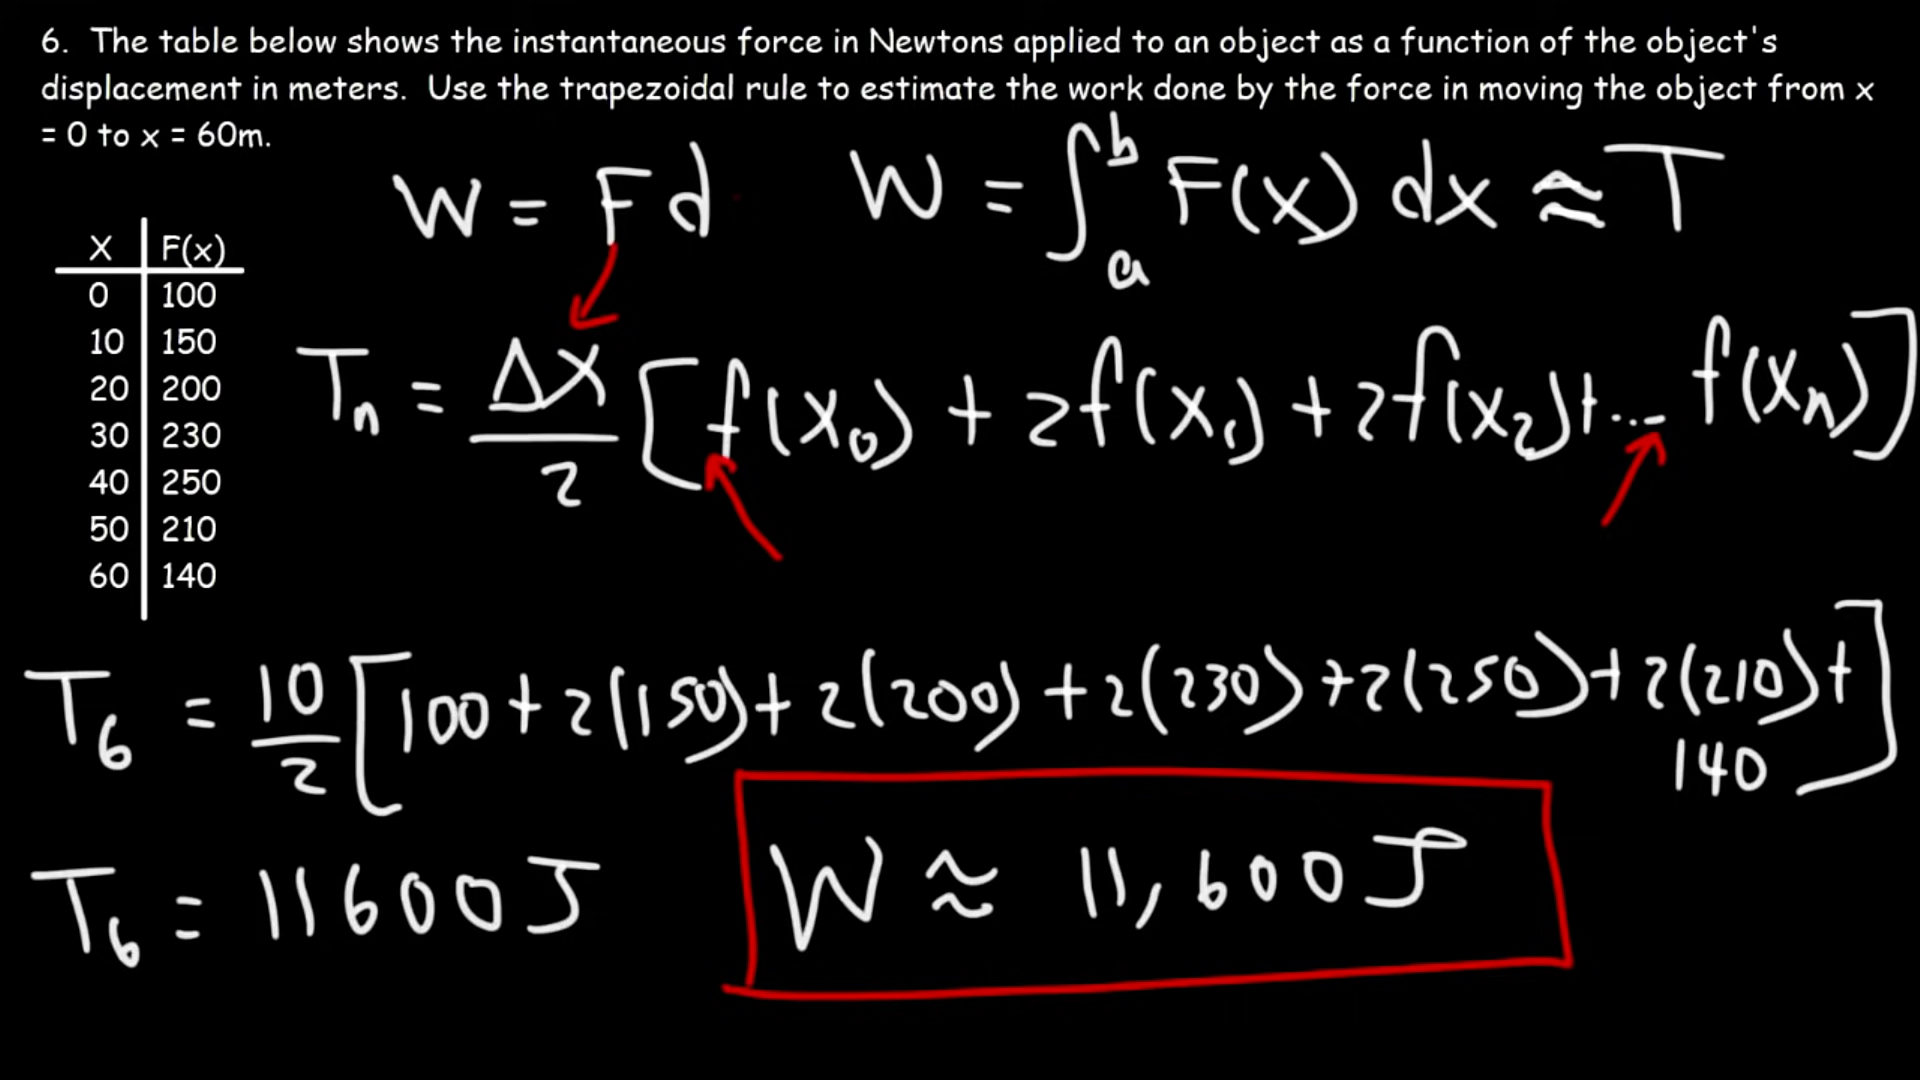 6. The table below shows the instantaneous force in Newtons applied to an object as a function of the object's
displacement in meters. Use the trapezoidal rule to estimate the work done by the force in moving the object from x
= 0 to x = 60m.
W = Fd W = ∫ₐᵇ F(x) dx ≈ T
X F(x)
0 100
10 150
20 200
30 230
40 250
50 210
60 140
Tₙ = Δx/2 [f(x₀) + 2f(x₁) + 2f(x₂) + ... f(xₙ)]
T₆ = 10/2 [100 + 2(150) + 2(200) + 2(230) + 2(250) + 2(210) +
140]
T₆ = 11600 J
W ≈ 11,600 J